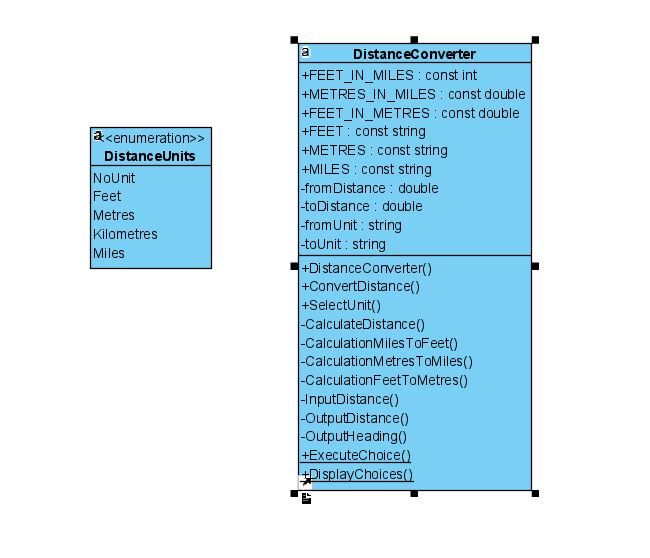 a
<<enumeration>>
DistanceUnits
NoUnit
Feet
Metres
Kilometres
Miles
a
DistanceConverter
+FEET_IN_MILES : const int
+METRES_IN_MILES : const double
+FEET_IN_METRES : const double
+FEET : const string
+METRES : const string
+MILES : const string
-fromDistance : double
-toDistance : double
-fromUnit : string
-toUnit : string
+DistanceConverter()
+ConvertDistance()
+SelectUnit()
-CalculateDistance()
-CalculationMilesToFeet()
-CalculationMetresToMiles()
-CalculationFeetToMetres()
-InputDistance()
-OutputDistance()
-OutputHeading()
+ExecuteChoice()
+DisplayChoices()